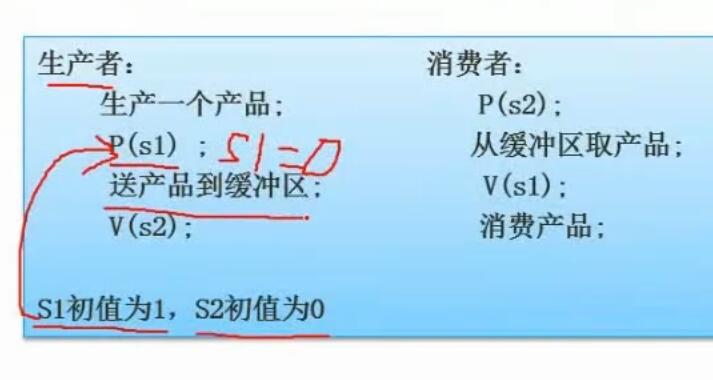 生产者：
生产一个产品;
P(s1) ; S1=0
送产品到缓冲区;
V(s2);
消费者：
P(s2);
从缓冲区取产品;
V(s1);
消费产品;
S1初值为1，S2初值为0